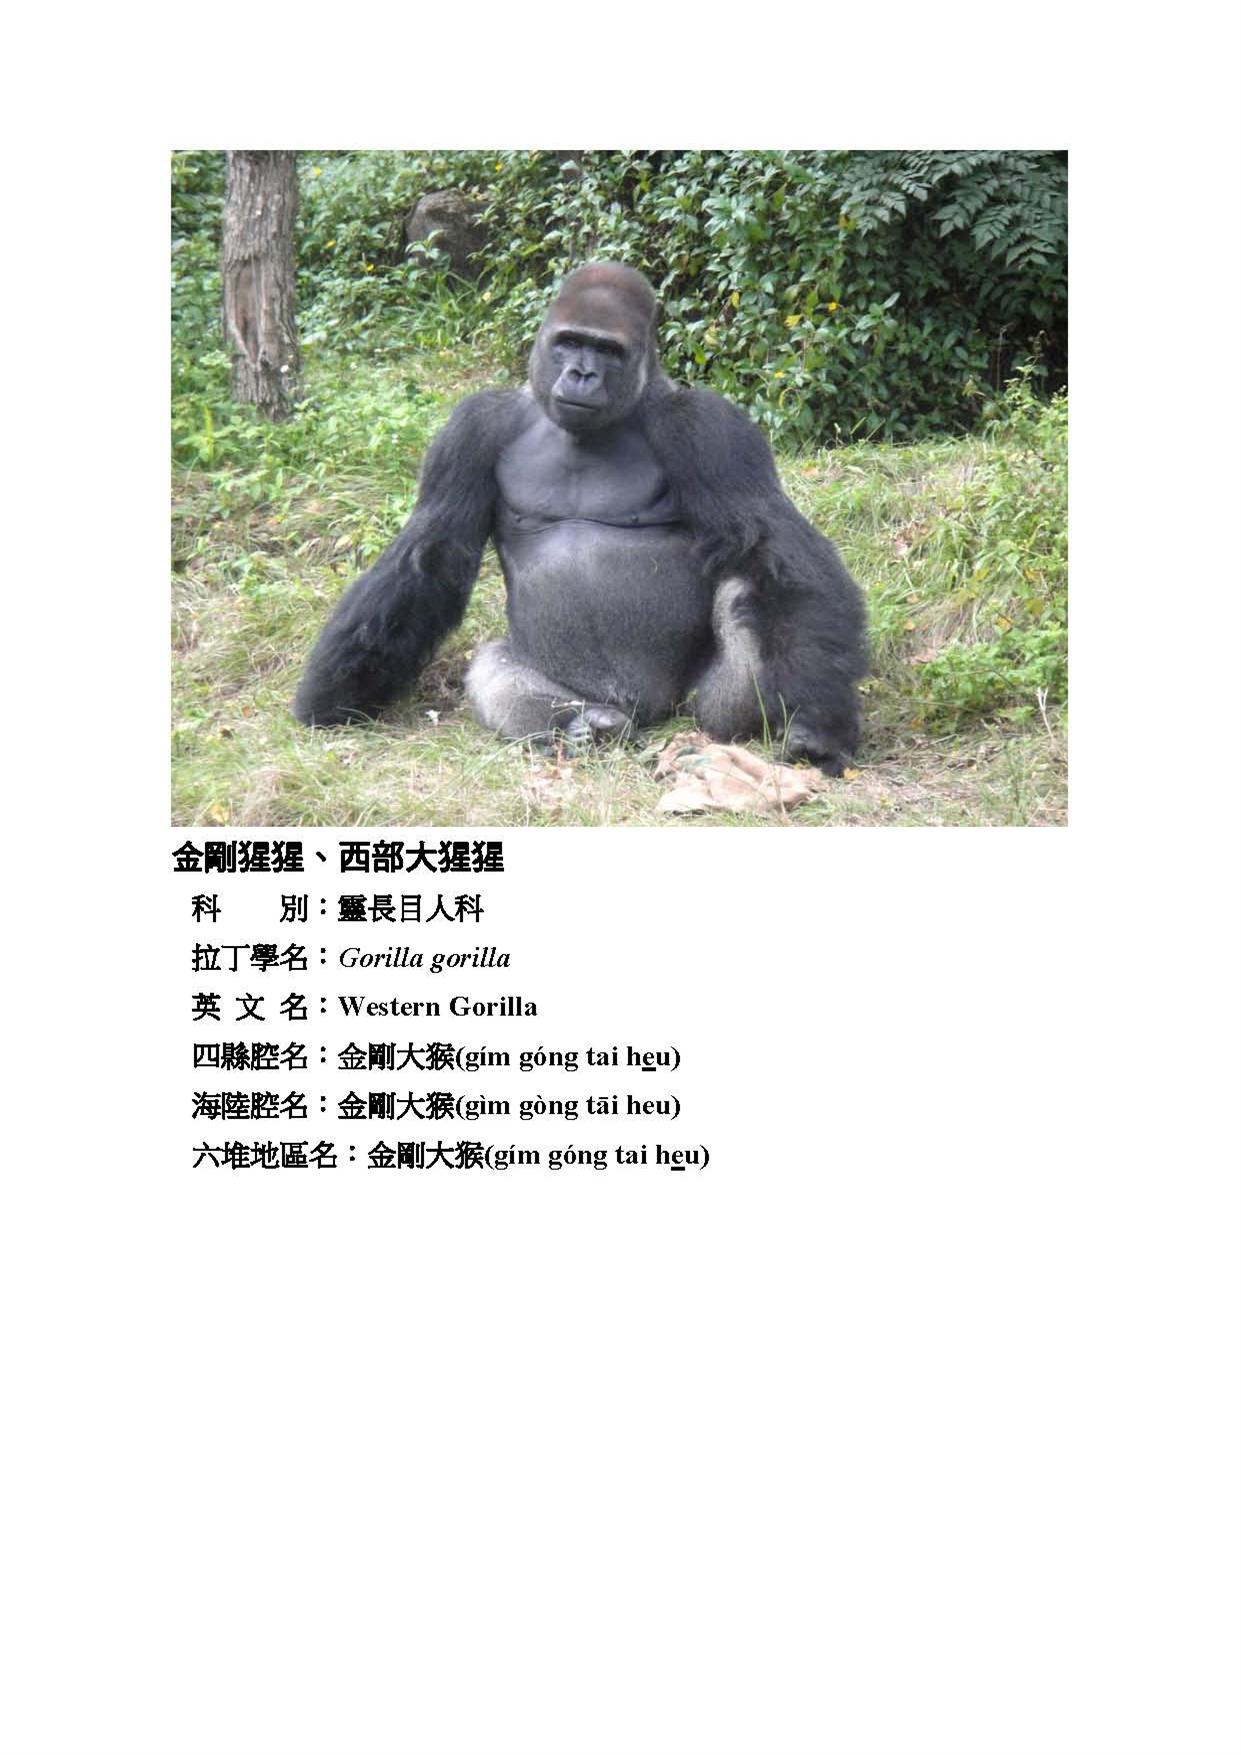 金剛猩猩、西部大猩猩
科　　別：靈長目人科
拉丁學名：Gorilla gorilla
英 文 名：Western Gorilla
四縣腔名：金剛大猴(gím góng tai heu)
海陸腔名：金剛大猴(gìm gòng tāi heu)
六堆地區名：金剛大猴(gím góng tai heu)